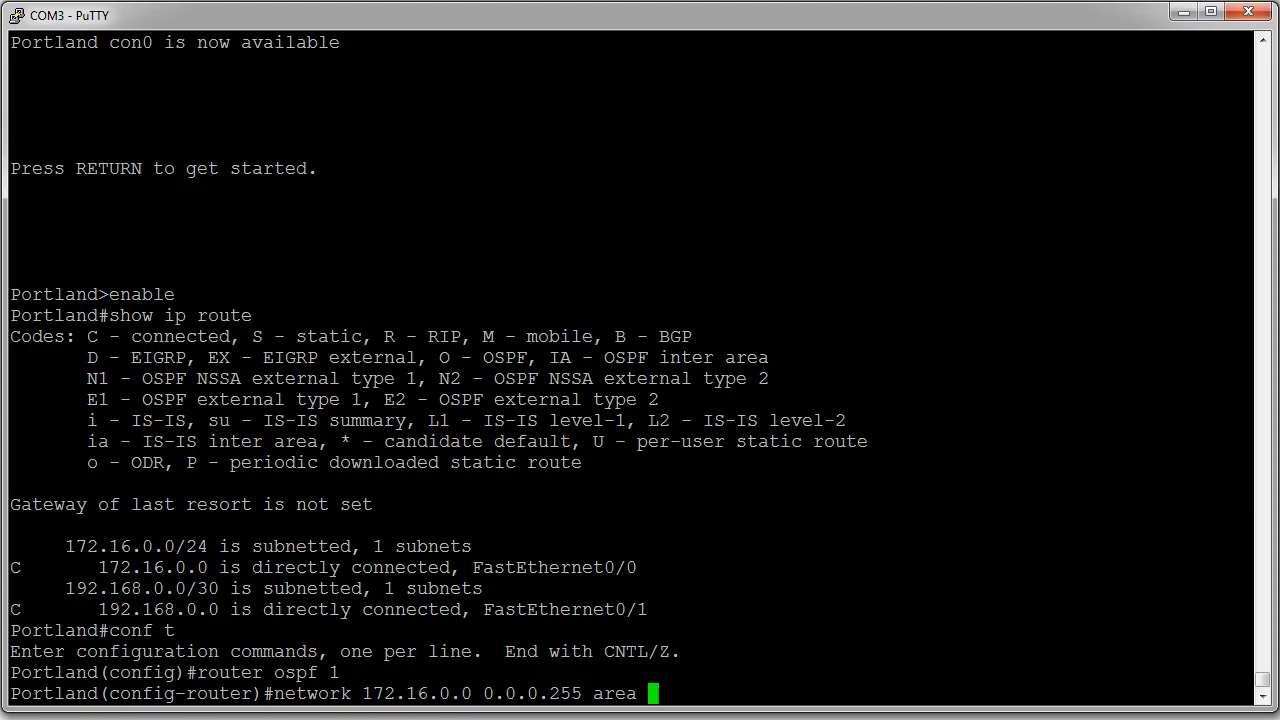 COM3 - PuTTY
Portland con0 is now available
Press RETURN to get started.
Portland>enable
Portland#show ip route
Codes: C - connected, S - static, R - RIP, M - mobile, B - BGP
D - EIGRP, EX - EIGRP external, O - OSPF, IA - OSPF inter area
N1 - OSPF NSSA external type 1, N2 - OSPF NSSA external type 2
E1 - OSPF external type 1, E2 - OSPF external type 2
i - IS-IS, su - IS-IS summary, L1 - IS-IS level-1, L2 - IS-IS level-2
ia - IS-IS inter area, * - candidate default, U - per-user static route
o - ODR, P - periodic downloaded static route
Gateway of last resort is not set
172.16.0.0/24 is subnetted, 1 subnets
C 172.16.0.0 is directly connected, FastEthernet0/0
192.168.0.0/30 is subnetted, 1 subnets
C 192.168.0.0 is directly connected, FastEthernet0/1
Portland#conf t
Enter configuration commands, one per line. End with CNTL/Z.
Portland(config)#router ospf 1
Portland(config-router)#network 172.16.0.0 0.0.0.255 area